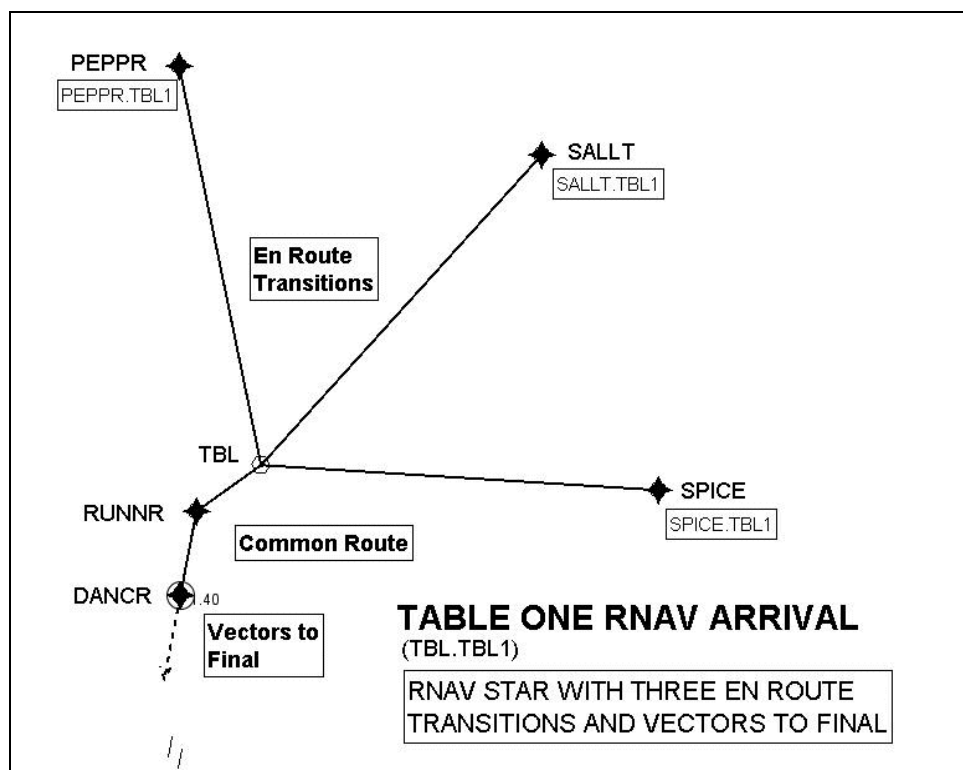 PEPPR
PEPPR.TBL1
SALLT
SALLT.TBL1
En Route
Transitions
TBL
SPICE
SPICE.TBL1
RUNNR
Common Route
DANCR
.40
Vectors to
Final
TABLE ONE RNAV ARRIVAL
(TBL.TBL1)
RNAV STAR WITH THREE EN ROUTE
TRANSITIONS AND VECTORS TO FINAL